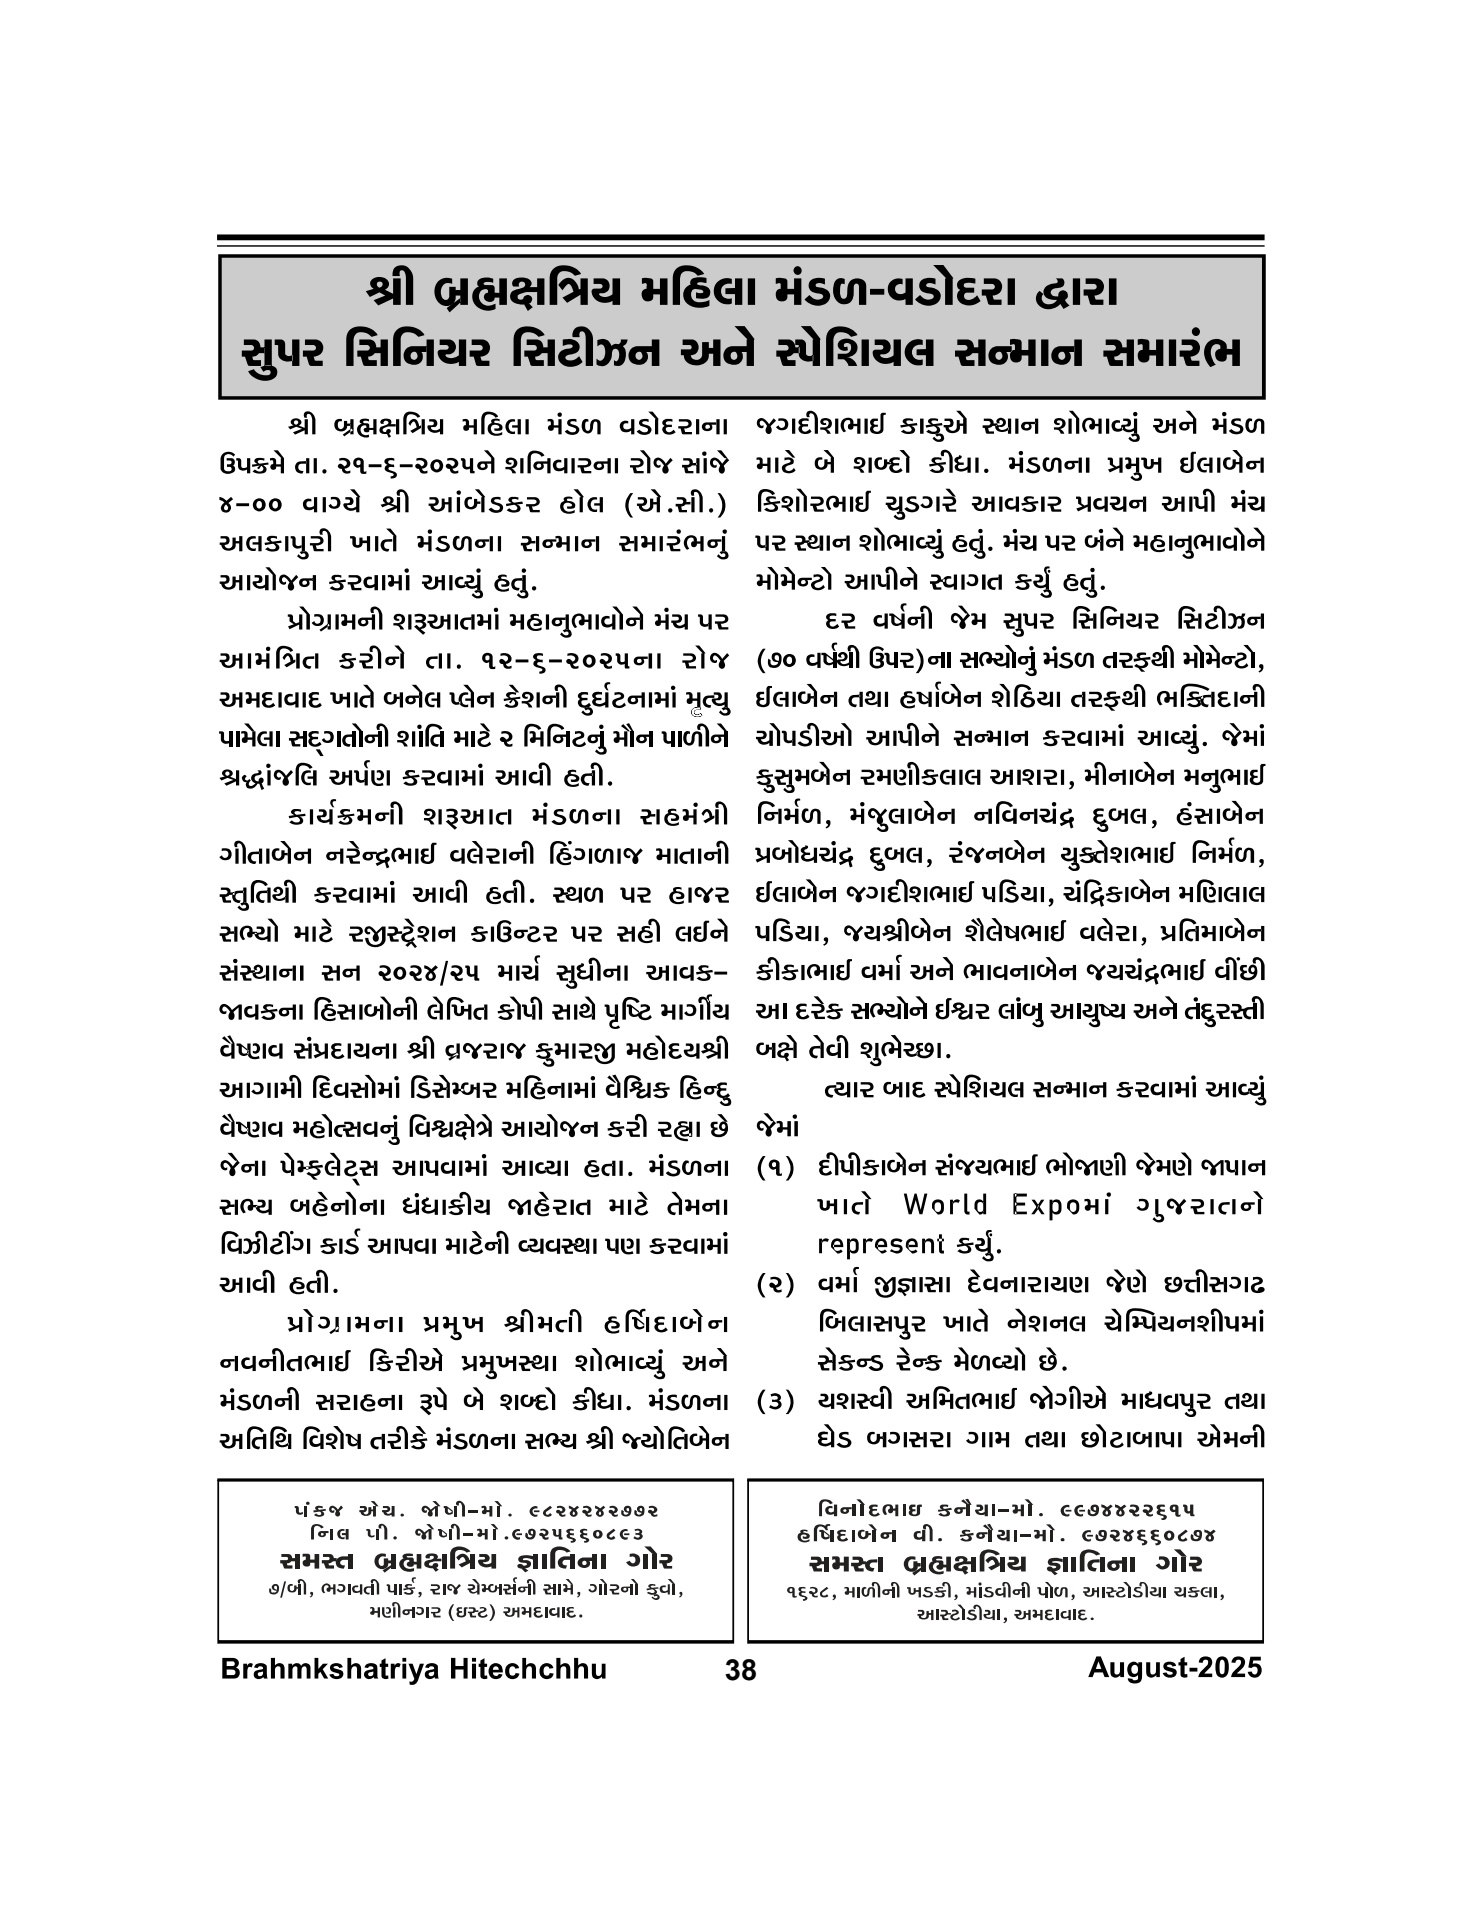 શ્રી બ્રહ્મક્ષત્રિય મહિલા મંડળ-વડોદરા દ્વારા
સુપર સિનિયર સિટીઝન અને સ્પેશિયલ સન્માન સમારંભ
શ્રી બ્રહ્મક્ષત્રિય મહિલા મંડળ વડોદરાના
ઉપક્રમે તા. ૨૧-૬-૨૦૨૫ને શનિવારના રોજ સાંજે
૪-૦૦ વાગ્યે શ્રી આંબેડકર હોલ (એ.સી.)
અલકાપુરી ખાતે મંડળના સન્માન સમારંભનું
આયોજન કરવામાં આવ્યું હતું.
પ્રોગ્રામની શરૂઆતમાં મહાનુભાવોને મંચ પર
આમંત્રિત કરીને તા. ૧૨-૬-૨૦૨૫ના રોજ
અમદાવાદ ખાતે બનેલ પ્લેન ક્રેશની દુર્ઘટનામાં મૃત્યુ
પામેલા સદ્ગતોની શાંતિ માટે ૨ મિનિટનું મૌન પાળીને
શ્રદ્ધાંજલિ અર્પણ કરવામાં આવી હતી.
કાર્યક્રમની શરૂઆત મંડળના સહમંત્રી
ગીતાબેન નરેન્દ્રભાઈ વલેરાની હિંગળાજ માતાની
સ્તુતિથી કરવામાં આવી હતી. સ્થળ પર હાજર
સભ્યો માટે રજીસ્ટ્રેશન કાઉન્ટર પર સહી લઈને
સંસ્થાના સન ૨૦૨૪/૨૫ માર્ચ સુધીના આવક-
જાવકના હિસાબોની લેખિત કોપી સાથે પૃષ્ટિ માર્ગીય
વૈષ્ણવ સંપ્રદાયના શ્રી વ્રજરાજ કુમારજી મહોદયશ્રી
આગામી દિવસોમાં ડિસેમ્બર મહિનામાં વૈશ્વિક હિન્દુ
વૈષ્ણવ મહોત્સવનું વિશ્વક્ષેત્રે આયોજન કરી રહ્યા છે
જેના પેમ્ફલેટ્સ આપવામાં આવ્યા હતા. મંડળના
સભ્ય બહેનોના ધંધાકીય જાહેરાત માટે તેમના
વિઝીટીંગ કાર્ડ આપવા માટેની વ્યવસ્થા પણ કરવામાં
આવી હતી.
પ્રોગ્રામના પ્રમુખ શ્રીમતી હર્ષિદાબેન
નવનીતભાઈ કિરીએ પ્રમુખસ્થા શોભાવ્યું અને
મંડળની સરાહના રૂપે બે શબ્દો કીધા. મંડળના
અતિથિ વિશેષ તરીકે મંડળના સભ્ય શ્રી જ્યોતિબેન
જગદીશભાઈ કાકુએ સ્થાન શોભાવ્યું અને મંડળ
માટે બે શબ્દો કીધા. મંડળના પ્રમુખ ઈલાબેન
કિશોરભાઈ ચુડગરે આવકાર પ્રવચન આપી મંચ
પર સ્થાન શોભાવ્યું હતું. મંચ પર બંને મહાનુભાવોને
મોમેન્ટો આપીને સ્વાગત કર્યું હતું.
દર વર્ષની જેમ સુપર સિનિયર સિટીઝન
(૭૦ વર્ષથી ઉપર)ના સભ્યોનું મંડળ તરફથી મોમેન્ટો,
ઈલાબેન તથા હર્ષાબેન શેઠિયા તરફથી ભક્તિદાની
ચોપડીઓ આપીને સન્માન કરવામાં આવ્યું. જેમાં
કુસુમબેન રમણીકલાલ આશરા, મીનાબેન મનુભાઈ
નિર્મળ, મંજુલાબેન નવિનચંદ્ર દુબલ, હંસાબેન
પ્રબોધચંદ્ર દુબલ, રંજનબેન યુક્તેશભાઈ નિર્મળ,
ઈલાબેન જગદીશભાઈ પડિયા, ચંદ્રિકાબેન મણિલાલ
પડિયા, જયશ્રીબેન શૈલેષભાઈ વલેરા, પ્રતિમાબેન
કીકાભાઈ વર્મા અને ભાવનાબેન જયચંદ્રભાઈ વીંછી
આ દરેક સભ્યોને ઈશ્વર લાંબુ આયુષ્ય અને તંદુરસ્તી
બક્ષે તેવી શુભેચ્છા.
ત્યાર બાદ સ્પેશિયલ સન્માન કરવામાં આવ્યું
જેમાં
(૧) દીપીકાબેન સંજયભાઈ ભોજાણી જેમણે જાપાન
ખાતે World Expoમાં ગુજરાતને
represent કર્યું.
(૨) વર્મા જીજ્ઞાસા દેવનારાયણ જેણે છત્તીસગઢ
બિલાસપુર ખાતે નેશનલ ચેમ્પિયનશીપમાં
સેકન્ડ રેન્ક મેળવ્યો છે.
(૩) યશસ્વી અમિતભાઈ જોગીએ માધવપુર તથા
ઘેડ બગસરા ગામ તથા છોટાબાપા એમની
પંકજ એચ. જોષી-મો. ૯૮૨૪૨૪૨૭૭૨
નિલ પી. જોષી-મો.૯૭૨૫૬૬૦૮૯૩
સમસ્ત બ્રહ્મક્ષત્રિય જ્ઞાતિના ગોર
૭/બી, ભગવતી પાર્ક, રાજ ચેમ્બર્સની સામે, ગોરનો કુવો,
મણીનગર (ઇસ્ટ) અમદાવાદ.
વિનોદભાઇ કનૈયા-મો. ૯૯૭૪૪૨૨૬૧૫
હર્ષિદાબેન વી. કનૈયા-મો. ૯૭૨૪૬૬૦૮૭૪
સમસ્ત બ્રહ્મક્ષત્રિય જ્ઞાતિના ગોર
૧૬૨૮, માળીની ખડકી, માંડવીની પોળ, આસ્ટોડીયા ચકલા,
આસ્ટોડીયા, અમદાવાદ.
Brahmkshatriya Hitechchhu 38 August-2025